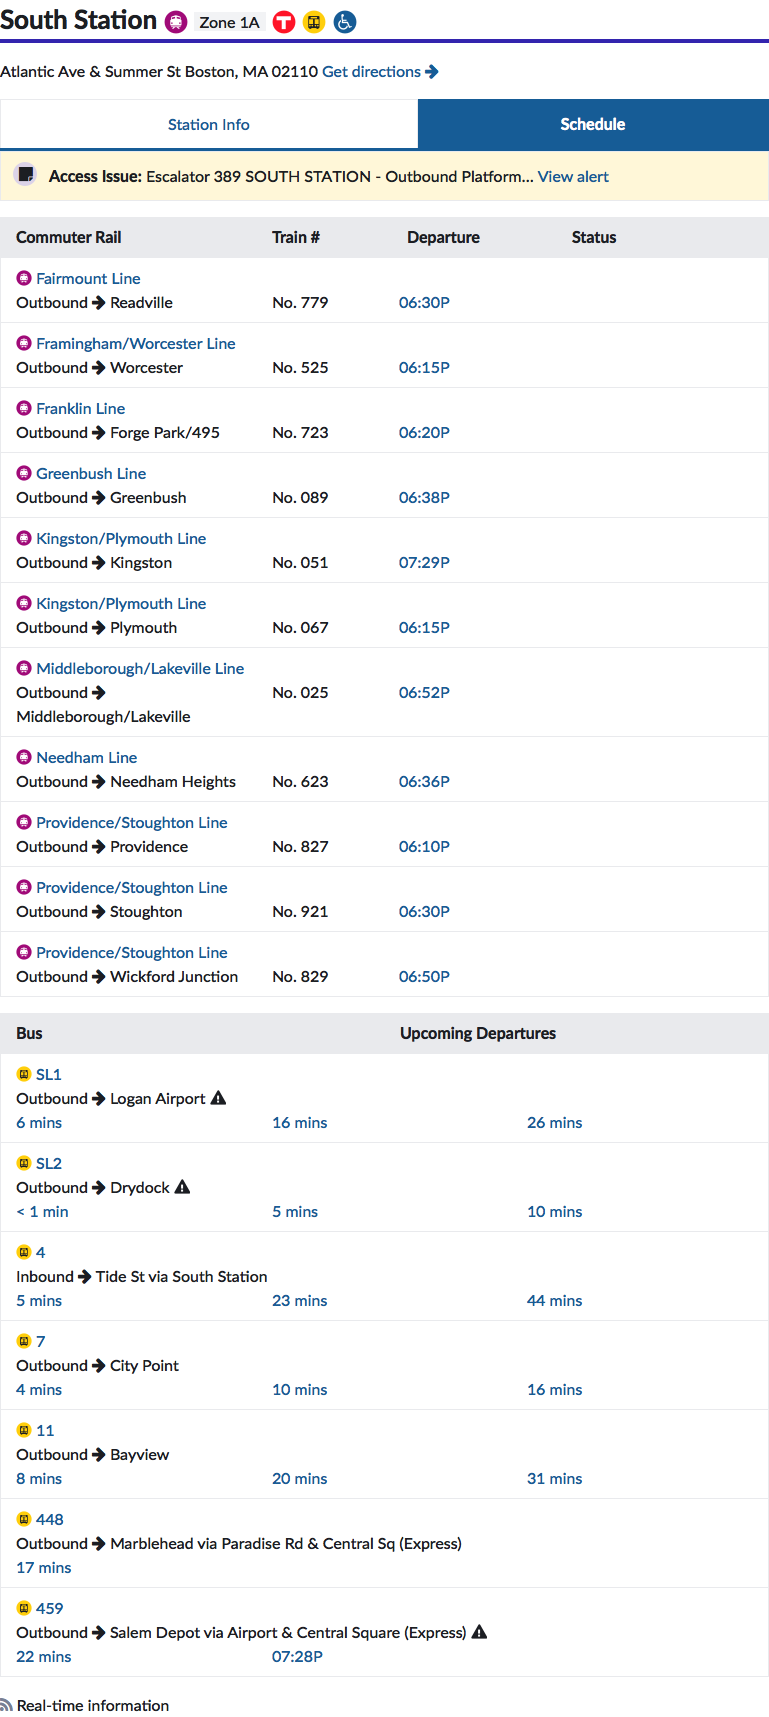 South Station Zone 1A T
Atlantic Ave & Summer St Boston, MA 02110 Get directions
Station Info Schedule
Access Issue: Escalator 389 SOUTH STATION - Outbound Platform... View alert
Commuter Rail Train # Departure Status
Fairmount Line
Outbound → Readville No. 779 06:30P
Framingham/Worcester Line
Outbound → Worcester No. 525 06:15P
Franklin Line
Outbound → Forge Park/495 No. 723 06:20P
Greenbush Line
Outbound → Greenbush No. 089 06:38P
Kingston/Plymouth Line
Outbound → Kingston No. 051 07:29P
Kingston/Plymouth Line
Outbound → Plymouth No. 067 06:15P
Middleborough/Lakeville Line
Outbound → No. 025 06:52P
Middleborough/Lakeville
Needham Line
Outbound → Needham Heights No. 623 06:36P
Providence/Stoughton Line
Outbound → Providence No. 827 06:10P
Providence/Stoughton Line
Outbound → Stoughton No. 921 06:30P
Providence/Stoughton Line
Outbound → Wickford Junction No. 829 06:50P
Bus Upcoming Departures
SL1
Outbound → Logan Airport
6 mins 16 mins 26 mins
SL2
Outbound → Drydock
< 1 min 5 mins 10 mins
4
Inbound → Tide St via South Station
5 mins 23 mins 44 mins
7
Outbound → City Point
4 mins 10 mins 16 mins
11
Outbound → Bayview
8 mins 20 mins 31 mins
448
Outbound → Marblehead via Paradise Rd & Central Sq (Express)
17 mins
459
Outbound → Salem Depot via Airport & Central Square (Express)
22 mins 07:28P
Real-time information